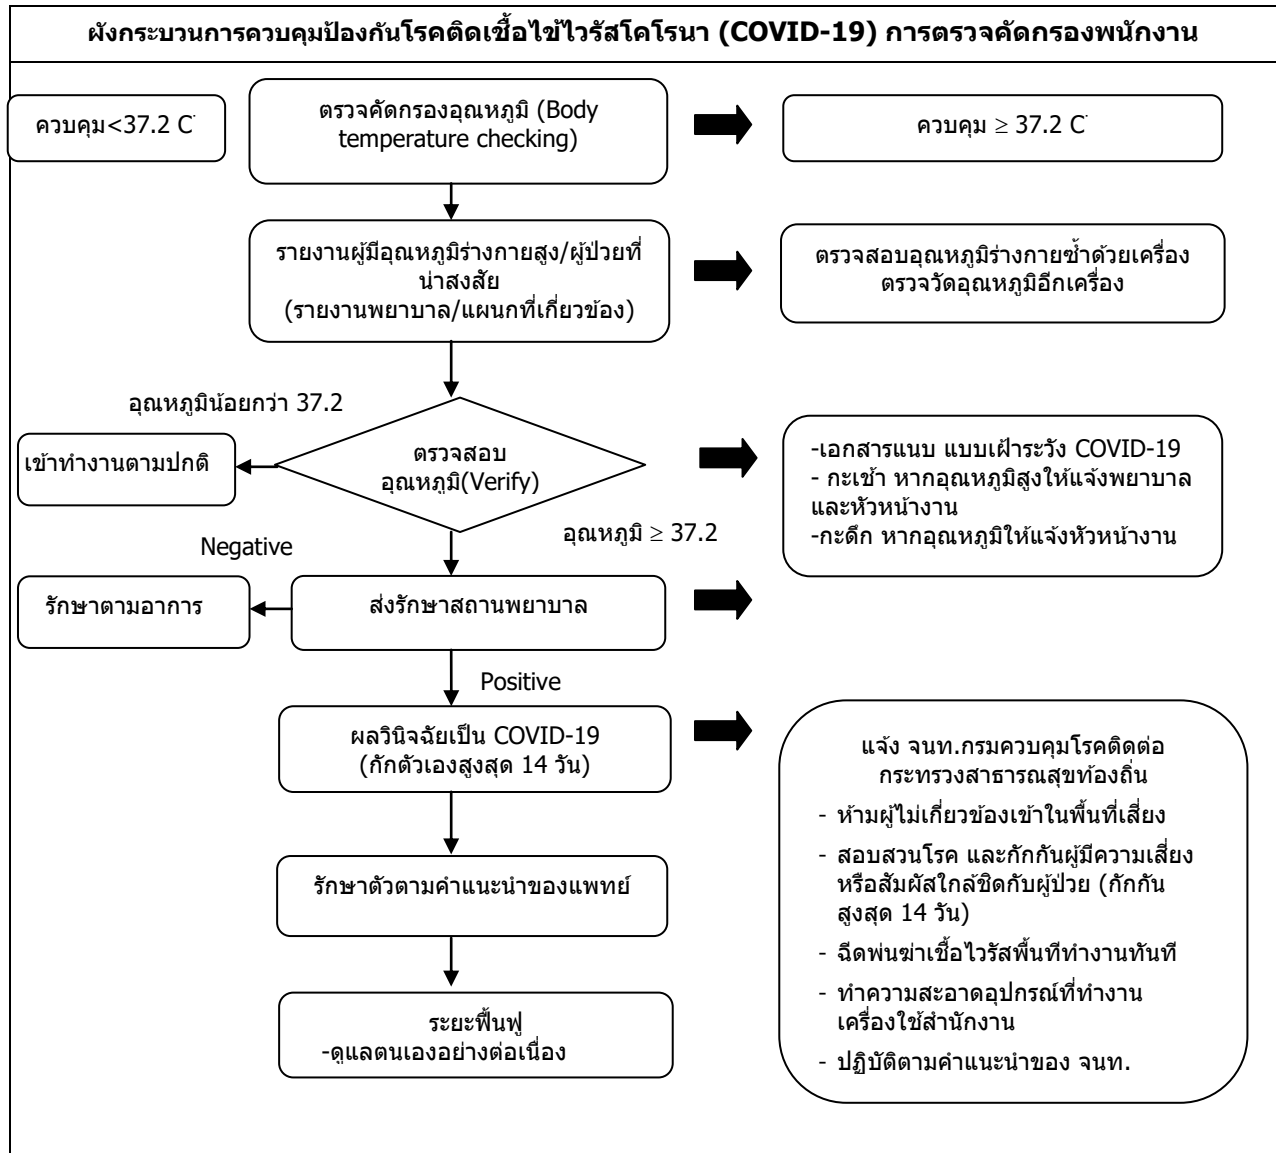 ผังกระบวนการควบคุมป้องกันโรคติดเชื้อไข้ไวรัสโคโรนา (COVID-19) การตรวจคัดกรองพนักงาน
ควบคุม<37.2 C
ตรวจคัดกรองอุณหภูมิ (Body
temperature checking)
ควบคุม ≥ 37.2 C
รายงานผู้มีอุณหภูมิร่างกายสูง/ผู้ป่วยที่
น่าสงสัย
(รายงานพยาบาล/แผนกที่เกี่ยวข้อง)
ตรวจสอบอุณหภูมิร่างกายซ้ำด้วยเครื่อง
ตรวจวัดอุณหภูมิอีกเครื่อง
อุณหภูมิน้อยกว่า 37.2
เข้าทำงานตามปกติ
ตรวจสอบ
อุณหภูมิ(Verify)
-เอกสารแนบ แบบเฝ้าระวัง COVID-19
- กะเช้า หากอุณหภูมิสูงให้แจ้งพยาบาล
และหัวหน้างาน
-กะดึก หากอุณหภูมิให้แจ้งหัวหน้างาน
อุณหภูมิ ≥ 37.2
Negative
รักษาตามอาการ
ส่งรักษาสถานพยาบาล
Positive
ผลวินิจฉัยเป็น COVID-19
(กักตัวเองสูงสุด 14 วัน)
แจ้ง จนท.กรมควบคุมโรคติดต่อ
กระทรวงสาธารณสุขท้องถิ่น
- ห้ามผู้ไม่เกี่ยวข้องเข้าในพื้นที่เสี่ยง
- สอบสวนโรค และกักกันผู้มีความเสี่ยง
หรือสัมผัสใกล้ชิดกับผู้ป่วย (กักกัน
สูงสุด 14 วัน)
- ฉีดพ่นฆ่าเชื้อไวรัสพื้นที่ทำงานทันที
- ทำความสะอาดอุปกรณ์ที่ทำงาน
เครื่องใช้สำนักงาน
- ปฏิบัติตามคำแนะนำของ จนท.
รักษาตัวตามคำแนะนำของแพทย์
ระยะฟื้นฟู
-ดูแลตนเองอย่างต่อเนื่อง